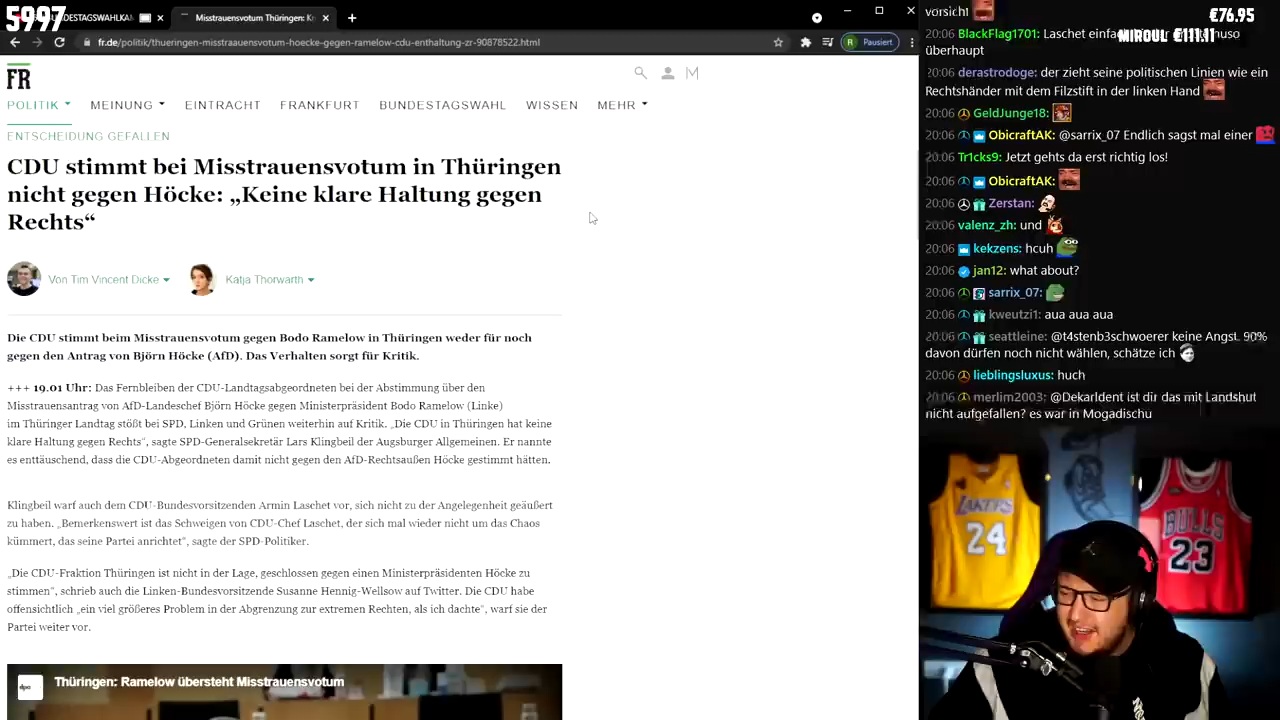 5997
BUNDESTAGSWAHLKAM
Misstrauensvotum Thüringen: K
fr.de/politik/thueringen-misstraauensvotum-hoecke-gegen-ramelow-cdu-enthaltung-zr-90878522.html
R Pausiert
FR
POLITIK MEINUNG EINTRACHT FRANKFURT BUNDESTAGSWAHL WISSEN MEHR
ENTSCHEIDUNG GEFALLEN
CDU stimmt bei Misstrauensvotum in Thüringen
nicht gegen Höcke: „Keine klare Haltung gegen
Rechts“
Von Tim Vincent Dicke Katja Thorwarth
Die CDU stimmt beim Misstrauensvotum gegen Bodo Ramelow in Thüringen weder für noch
gegen den Antrag von Björn Höcke (AfD). Das Verhalten sorgt für Kritik.
+++ 19.01 Uhr: Das Fernbleiben der CDU-Landtagsabgeordneten bei der Abstimmung über den
Misstrauensantrag von AfD-Landeschef Björn Höcke gegen Ministerpräsident Bodo Ramelow (Linke)
im Thüringer Landtag stößt bei SPD, Linken und Grünen weiterhin auf Kritik. „Die CDU in Thüringen hat keine
klare Haltung gegen Rechts“, sagte SPD-Generalsekretär Lars Klingbeil der Augsburger Allgemeinen. Er nannte
es enttäuschend, dass die CDU-Abgeordneten damit nicht gegen den AfD-Rechtsaußen Höcke gestimmt hätten.
Klingbeil warf auch dem CDU-Bundesvorsitzenden Armin Laschet vor, sich nicht zu der Angelegenheit geäußert
zu haben. „Bemerkenswert ist das Schweigen von CDU-Chef Laschet, der sich mal wieder nicht um das Chaos
kümmert, das seine Partei anrichtet“, sagte der SPD-Politiker.
„Die CDU-Fraktion Thüringen ist nicht in der Lage, geschlossen gegen einen Ministerpräsidenten Höcke zu
stimmen“, schrieb auch die Linken-Bundesvorsitzende Susanne Hennig-Wellsow auf Twitter. Die CDU habe
offensichtlich „ein viel größeres Problem in der Abgrenzung zur extremen Rechten, als ich dachte“, warf sie der
Partei weiter vor.
dpa Thüringen: Ramelow übersteht Misstrauensvotum
vorsicht
€76.95
MIROUL €111.11
20:06 BlackFlag1701: Laschet einfach
überhaupt
20:06 derastrodoge: der zieht seine politischen Linien wie ein
Rechtshänder mit dem Filzstift in der linken Hand
20:06 GeldJunge18:
20:06 ObicraftAK: @sarrix_07 Endlich sagst mal einer
20:06 Tr1cks9: Jetzt gehts da erst richtig los!
20:06 ObicraftAK:
20:06 Zerstan:
20:06 valenz_zh: und
20:06 kekzens: hcuh
20:06 jan12: what about?
20:06 sarrix_07:
20:06 kweutzi1: aua aua aua
20:06 seattleine: @t4stenb3schwoerer keine Angst. 90%
davon dürfen noch nicht wählen, schätze ich
20:06 lieblingsluxus: huch
20:06 merlim2003: @DekarIdent ist dir das mit Landshut
nicht aufgefallen? es war in Mogadischu
LAKERS
24
BULLS
23